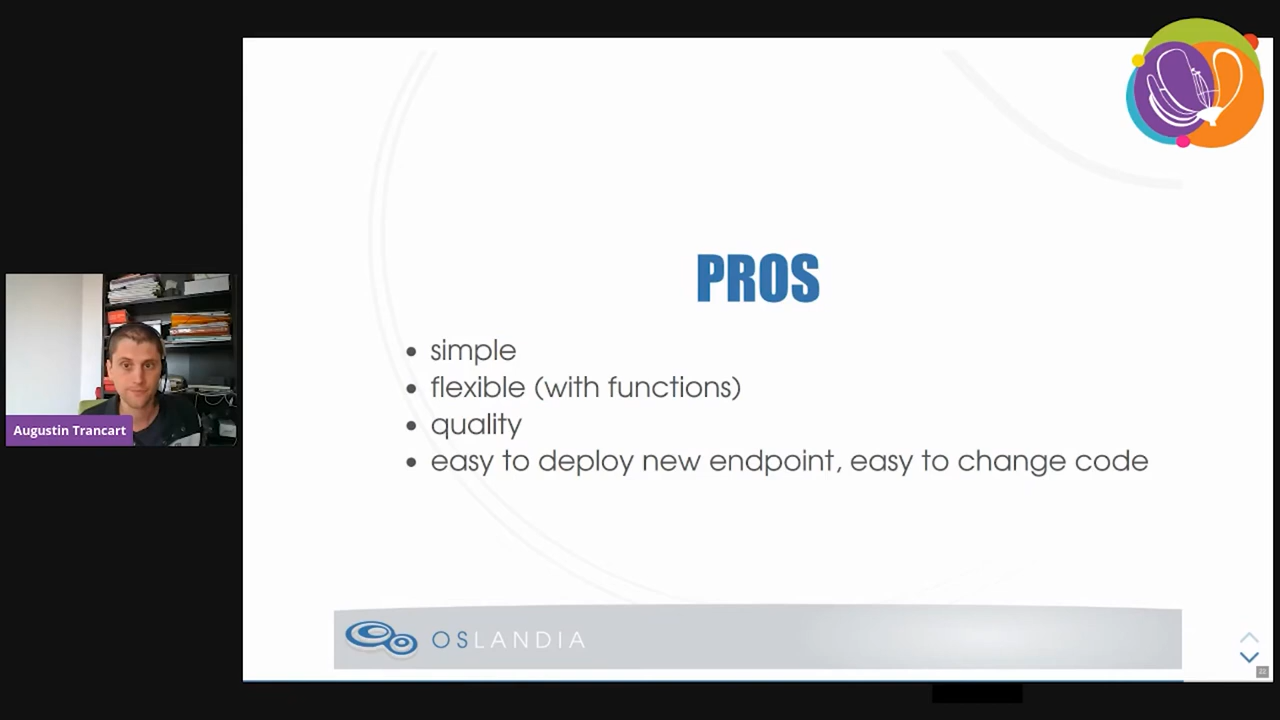 PROS
simple
flexible (with functions)
quality
easy to deploy new endpoint, easy to change code
Augustin Trancart
OSLANDIA